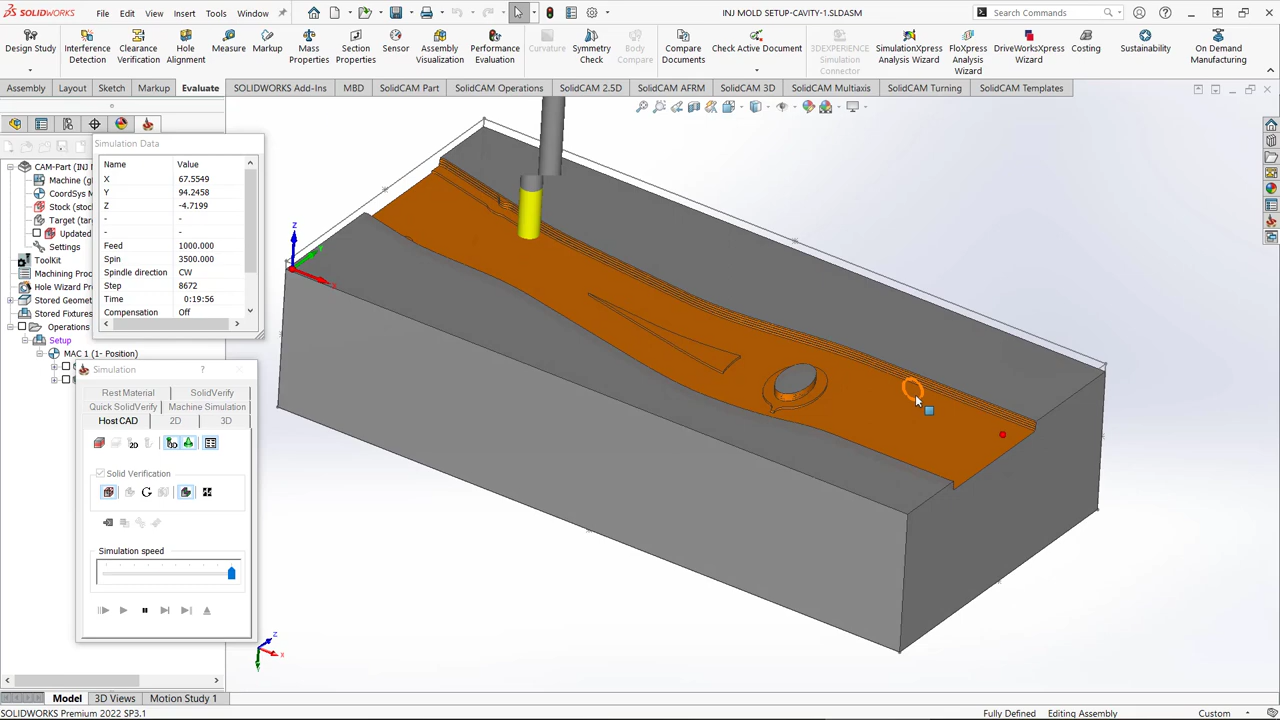 SOLIDWORKS File Edit View Insert Tools Window INJ MOLD SETUP-CAVITY-1.SLDASM Search Commands ?
Design Study Interference Detection Clearance Verification Hole Alignment Measure Markup Mass Properties Section Properties Sensor Assembly Visualization Performance Evaluation Curvature Symmetry Check Body Compare Compare Documents Check Active Document 3DEXPERIENCE Simulation Connector SimulationXpress Analysis Wizard FloXpress Analysis Wizard DriveWorksXpress Wizard Costing Sustainability On Demand Manufacturing
Assembly Layout Sketch Markup Evaluate SOLIDWORKS Add-Ins MBD SolidCAM Part SolidCAM Operations SolidCAM 2.5D SolidCAM AFRM SolidCAM 3D SolidCAM Multiaxis SolidCAM Turning SolidCAM Templates
Simulation Data
Name Value
X 67.5549
Y 94.2458
Z -4.7199
- -
- -
Feed 1000.000
Spin 3500.000
Spindle direction CW
Step 8672
Time 0:19:56
Compensation Off
CAM-Part (INJ M
Machine (g
CoordSys M
Stock (stoc
Target (tar
Updated
Settings
Toolkit
Machining Proc
Hole Wizard Pro
Stored Geomet
Stored Fixtures
Operations
Setup
MAC 1 (1- Position)
Simulation ?
Rest Material SolidVerify
Quick SolidVerify Machine Simulation
Host CAD 2D 3D
2D 3D
Solid Verification
Simulation speed
Z
X
Z
X
Model 3D Views Motion Study 1
SOLIDWORKS Premium 2022 SP3.1 Fully Defined Editing Assembly Custom